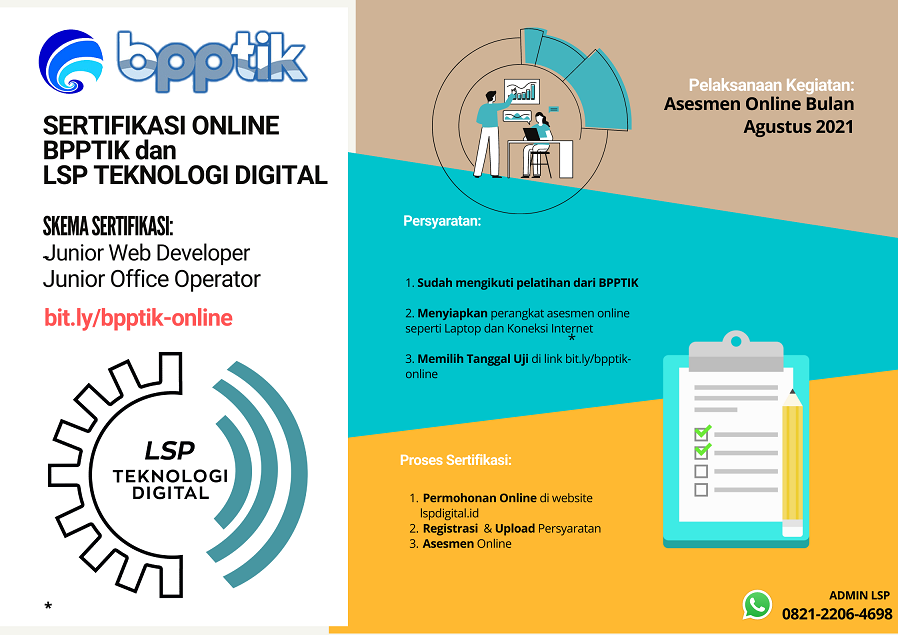 bpptik
SERTIFIKASI ONLINE
BPPTIK dan
LSP TEKNOLOGI DIGITAL
SKEMA SERTIFIKASI:
Junior Web Developer
Junior Office Operator
bit.ly/bpptik-online
LSP
TEKNOLOGI
DIGITAL
*
Pelaksanaan Kegiatan:
Asesmen Online Bulan
Agustus 2021
Persyaratan:
1. Sudah mengikuti pelatihan dari BPPTIK
2. Menyiapkan perangkat asesmen online
seperti Laptop dan Koneksi Internet
*
3. Memilih Tanggal Uji di link bit.ly/bpptik-
online
Proses Sertifikasi:
1. Permohonan Online di website
lspdigital.id
2. Registrasi & Upload Persyaratan
3. Asesmen Online
ADMIN LSP
0821-2206-4698